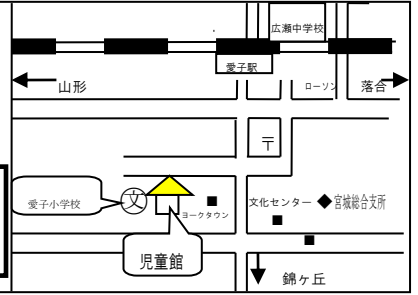 広瀬中学校
愛子駅
山形
ローソン
落合
〒
愛子小学校
文
ヨークタウン
文化センター
宮城総合支所
児童館
錦ヶ丘